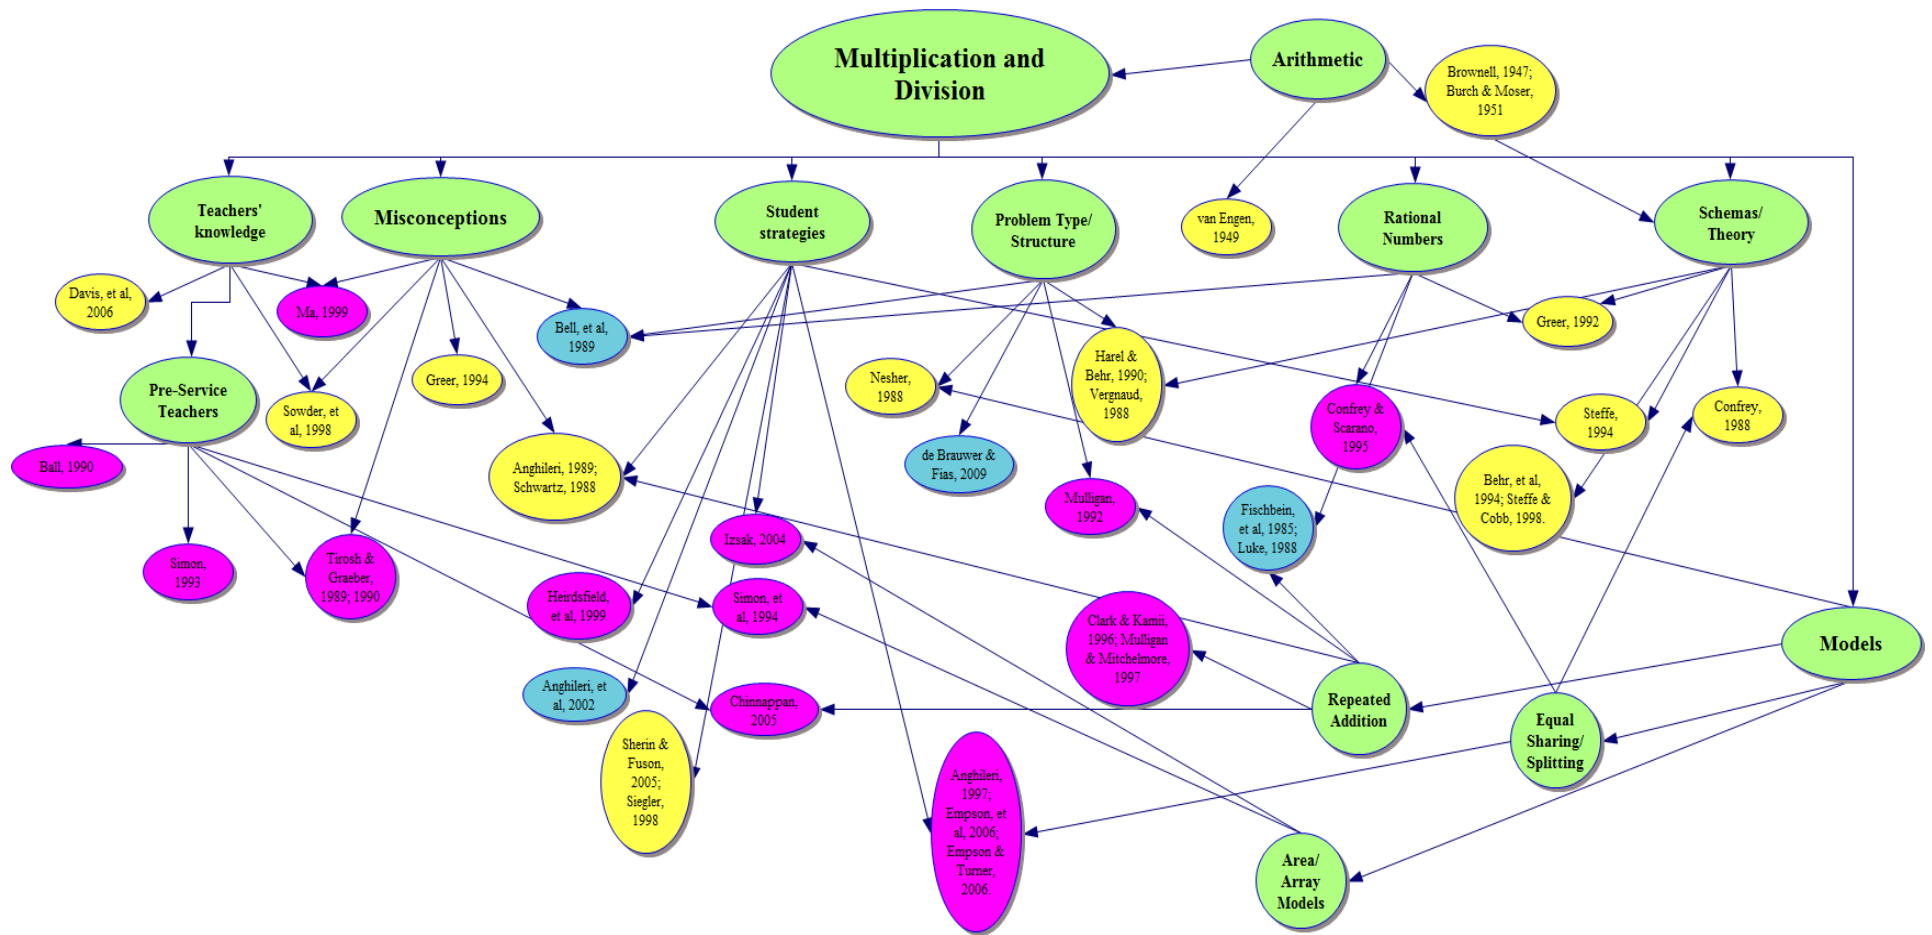 Multiplication and
Division
Arithmetic
Brownell, 1947;
Burch & Moser,
1951
Teachers'
knowledge
Misconceptions
Student
strategies
Problem Type/
Structure
van Engen,
1949
Rational
Numbers
Schemas/
Theory
Davis, et al,
2006
Ma, 1999
Bell, et al,
1989
Greer, 1992
Pre-Service
Teachers
Sowder, et
al, 1998
Greer, 1994
Nesher,
1988
Harel &
Behr, 1990;
Vergnaud,
1988
Confrey &
Scarano,
1995
Steffe,
1994
Confrey,
1988
Ball, 1990
Anghileri, 1989;
Schwartz, 1988
de Brauwer &
Fias, 2009
Mulligan,
1992
Fischbein,
et al, 1985;
Luke, 1988
Behr, et al,
1994; Steffe &
Cobb, 1998.
Simon,
1993
Tirosh &
Graeber,
1989; 1990
Izsak, 2004
Heirdsfield,
et al, 1999
Simon, et
al, 1994
Clark & Kamii,
1996; Mulligan
& Mitchelmore,
1997
Models
Anghileri, et
al, 2002
Chinnappan,
2005
Repeated
Addition
Equal
Sharing/
Splitting
Sherin &
Fuson,
2005;
Siegler,
1998
Anghileri,
1997;
Empson, et
al, 2006;
Empson &
Turner,
2006.
Area/
Array
Models